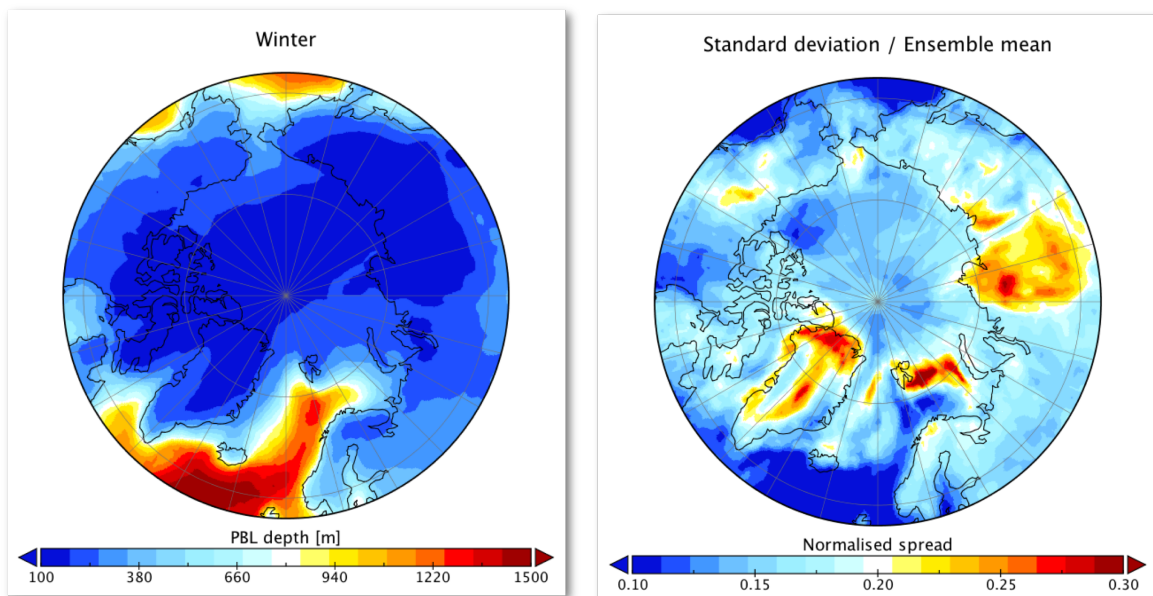 Winter
PBL depth [m]
100 380 660 940 1220 1500
Standard deviation / Ensemble mean
Normalised spread
0.10 0.15 0.20 0.25 0.30